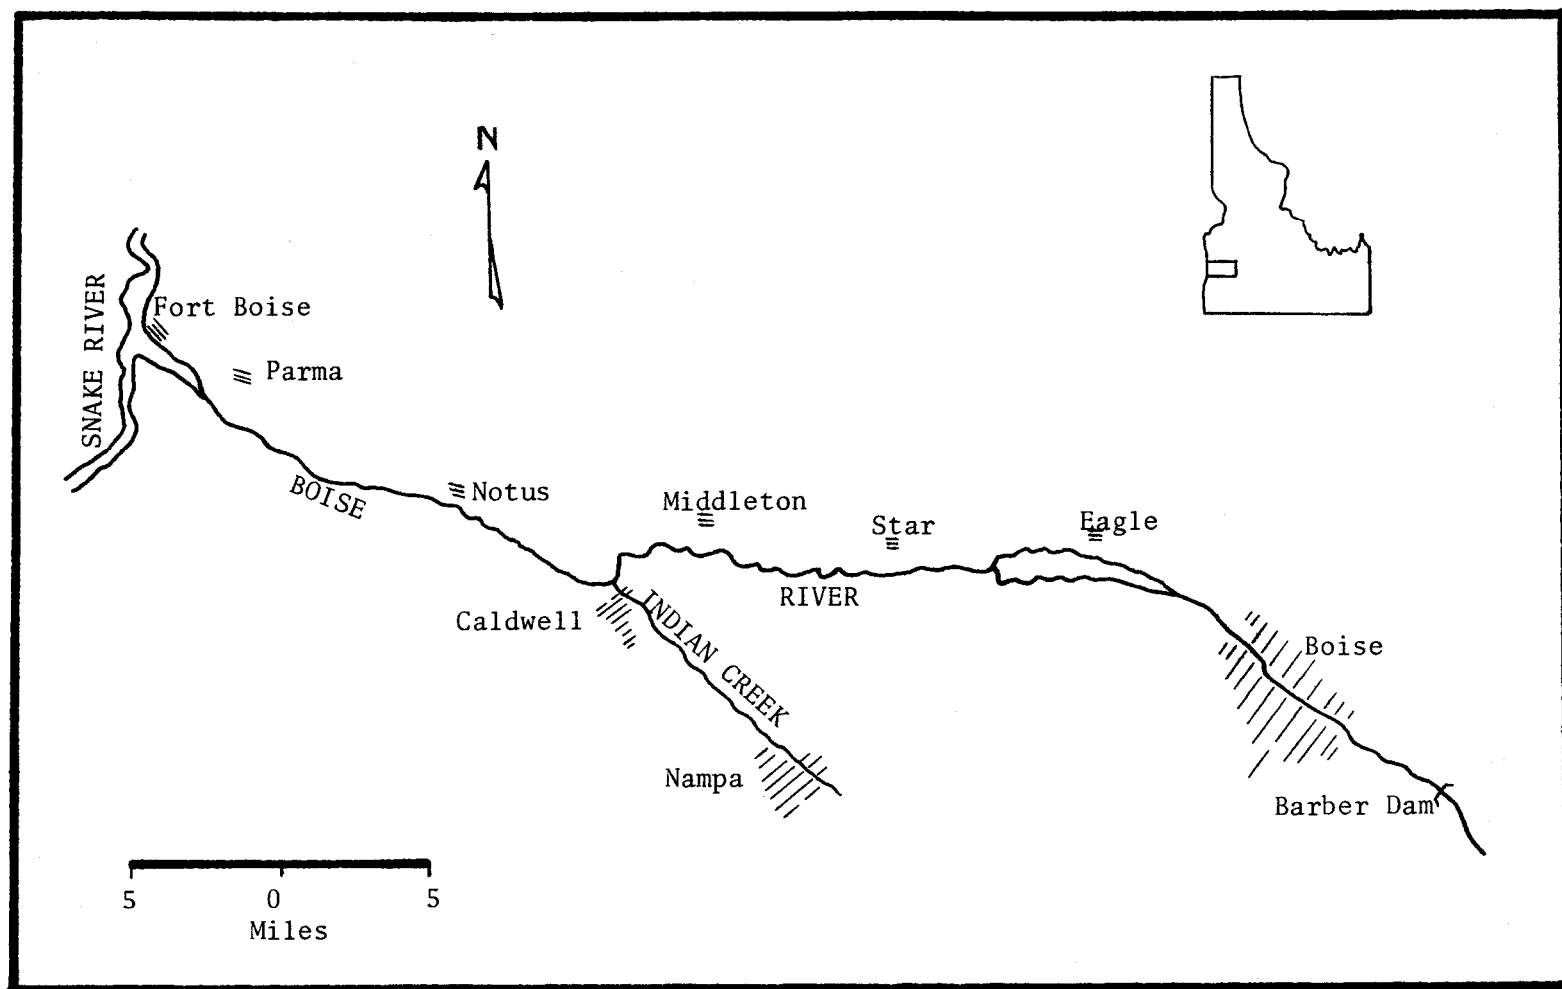 N
Fort Boise
SNAKE RIVER
Parma
BOISE
Notus
Middleton
Star
Eagle
RIVER
Caldwell
INDIAN CREEK
Boise
Nampa
Barber Dam
5 0 5
Miles